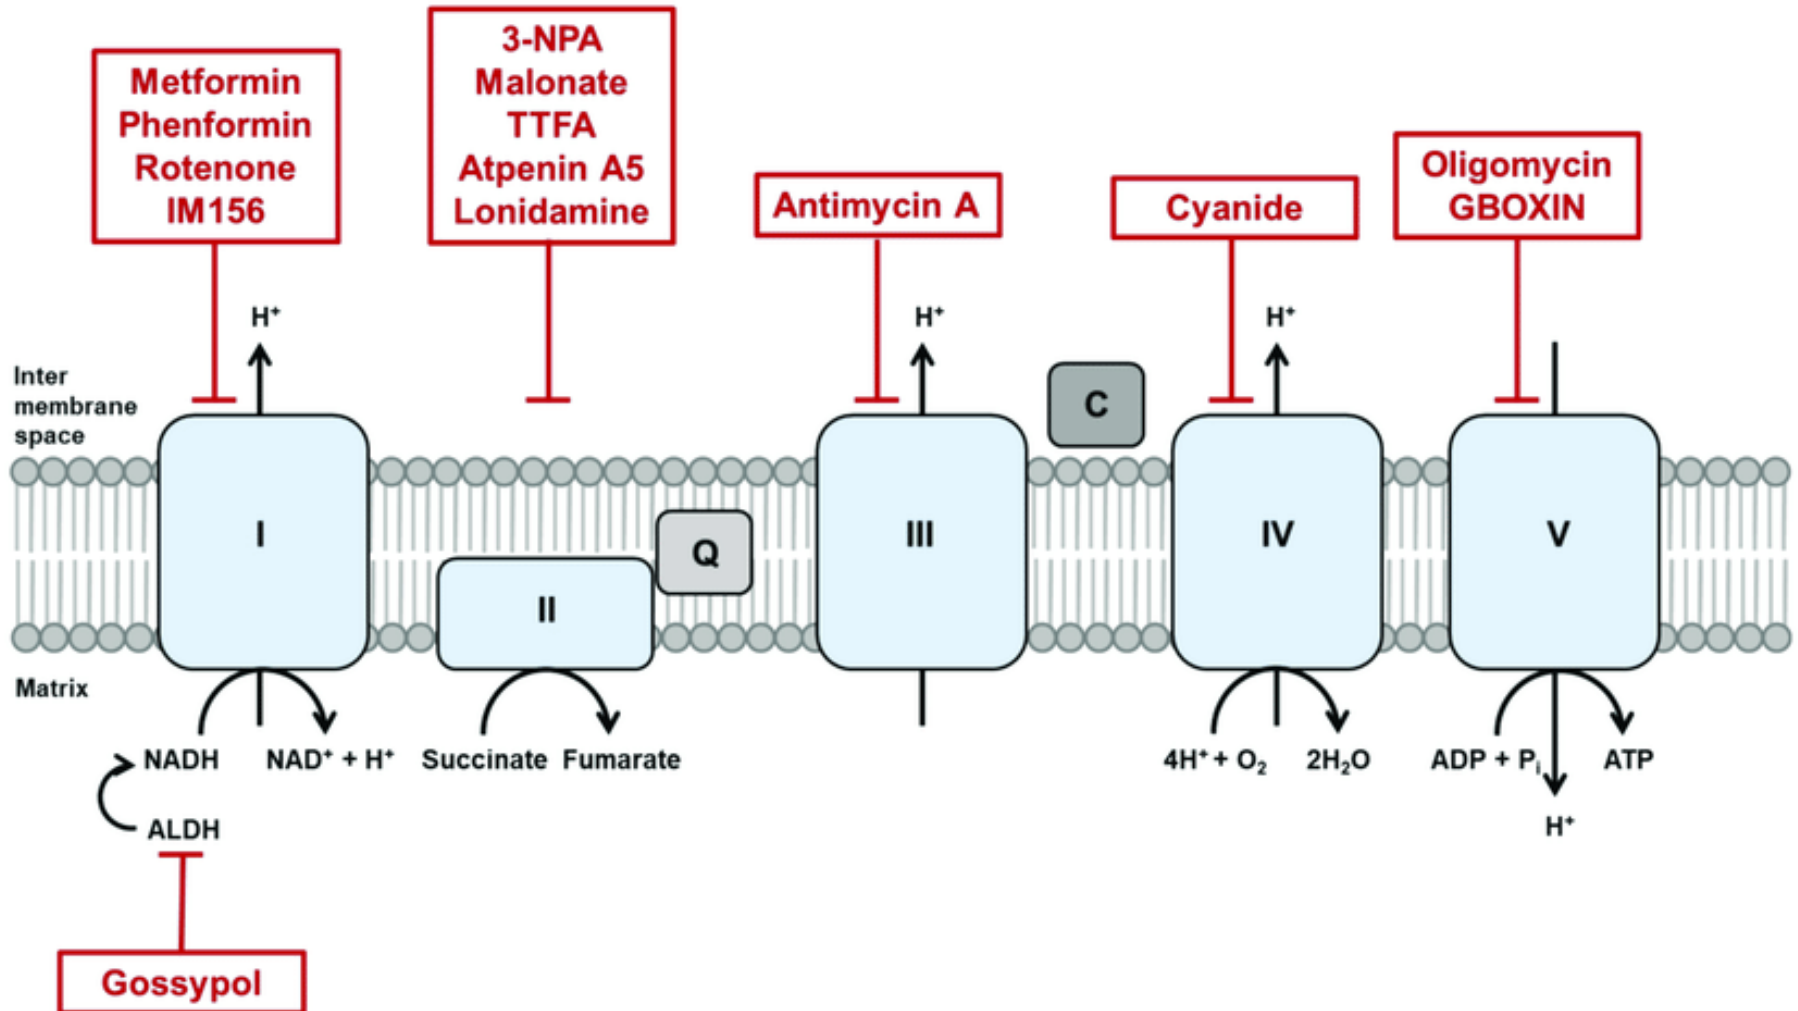 Metformin
Phenformin
Rotenone
IM156
3-NPA
Malonate
TTFA
Atpenin A5
Lonidamine
Antimycin A
Cyanide
Oligomycin
GBOXIN
H⁺
H⁺
H⁺
Inter
membrane
space
C
I
II
Q
III
IV
V
Matrix
NADH
NAD⁺ + H⁺
Succinate
Fumarate
4H⁺ + O₂
2H₂O
ADP + Pᵢ
ATP
H⁺
ALDH
Gossypol